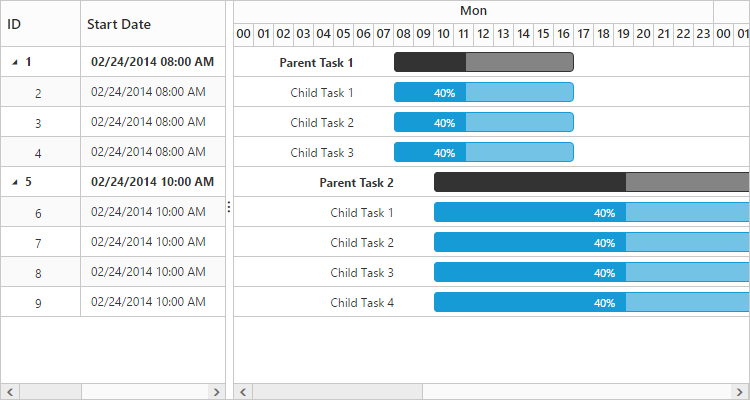 ID Start Date Mon
00 01 02 03 04 05 06 07 08 09 10 11 12 13 14 15 16 17 18 19 20 21 22 23 00 01
1 02/24/2014 08:00 AM Parent Task 1
2 02/24/2014 08:00 AM Child Task 1 40%
3 02/24/2014 08:00 AM Child Task 2 40%
4 02/24/2014 08:00 AM Child Task 3 40%
5 02/24/2014 10:00 AM Parent Task 2
6 02/24/2014 10:00 AM Child Task 1 40%
7 02/24/2014 10:00 AM Child Task 2 40%
8 02/24/2014 10:00 AM Child Task 3 40%
9 02/24/2014 10:00 AM Child Task 4 40%